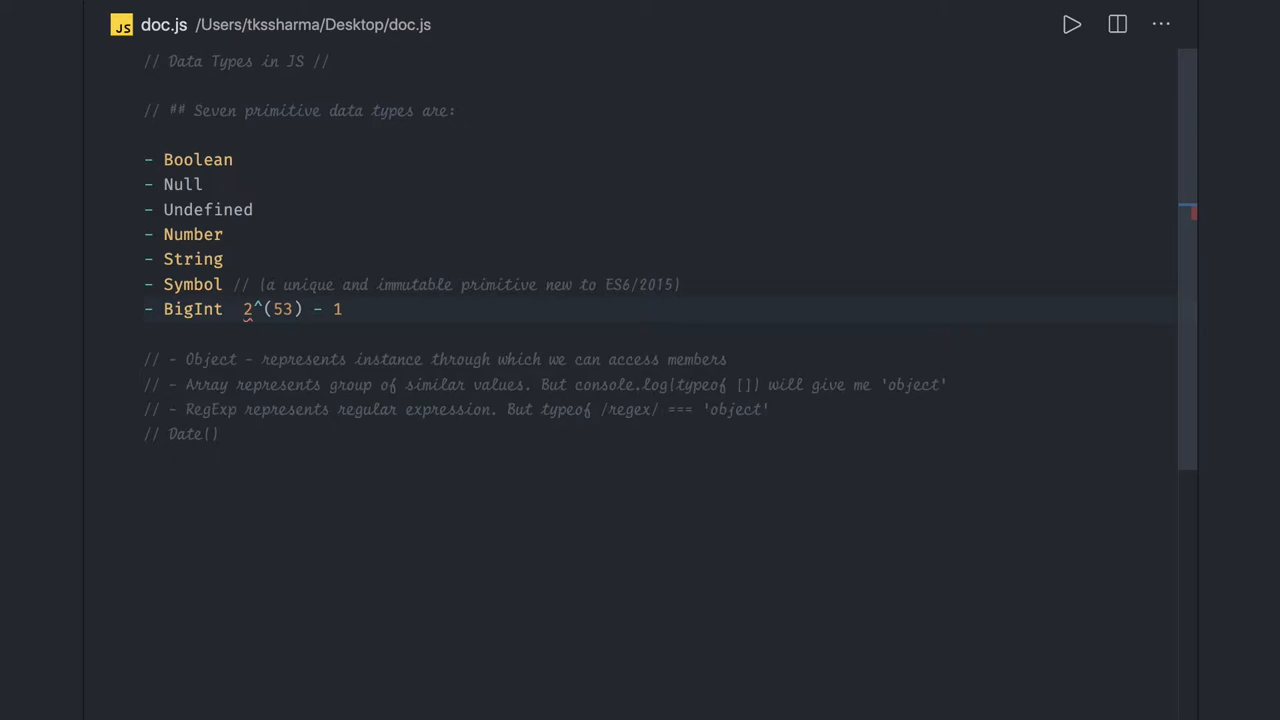 JS doc.js /Users/tkssharma/Desktop/doc.js ...
// Data Types in JS //
// ## Seven primitive data types are:
- Boolean
- Null
- Undefined
- Number
- String
- Symbol // (a unique and immutable primitive new to ES6/2015)
- BigInt 2^(53) - 1
// - Object - represents instance through which we can access members
// - Array represents group of similar values. But console.log(typeof []) will give me 'object'
// - RegExp represents regular expression. But typeof /regex/ === 'object'
// Date()